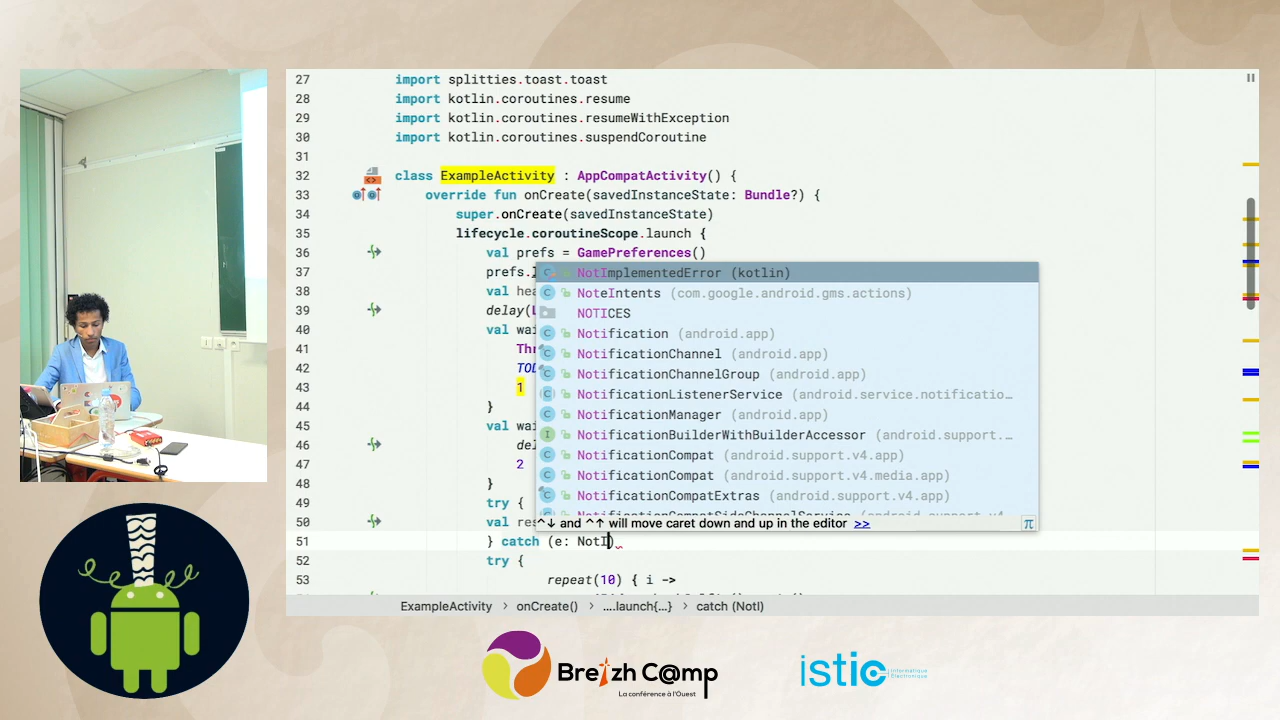 27 import splitties.toast.toast
28 import kotlin.coroutines.resume
29 import kotlin.coroutines.resumeWithException
30 import kotlin.coroutines.suspendCoroutine
31
32 class ExampleActivity : AppCompatActivity() {
33 override fun onCreate(savedInstanceState: Bundle?) {
34 super.onCreate(savedInstanceState)
35 lifecycle.coroutineScope.launch {
36 val prefs = GamePreferences()
37 prefs.
38 val hea
39 delay(
40 val wai
41 Thr
42 TOD
43 1
44 }
45 val wai
46 del
47 2
48 }
49 try {
50 val res
51 } catch (e: NotI)
52 try {
53 repeat(10) { i ->
NotImplementedError (kotlin)
NoteIntents (com.google.android.gms.actions)
NOTICES
Notification (android.app)
NotificationChannel (android.app)
NotificationChannelGroup (android.app)
NotificationListenerService (android.service.notificatio…
NotificationManager (android.app)
NotificationBuilderWithBuilderAccessor (android.support.…
NotificationCompat (android.support.v4.app)
NotificationCompat (android.support.v4.media.app)
NotificationCompatExtras (android.support.v4.app)
^↓ and ^↑ will move caret down and up in the editor >> π
ExampleActivity > onCreate() > ….launch{…} > catch (NotI)
Breizh C@mp
La conférence à l'Ouest
istic Informatique
Électronique